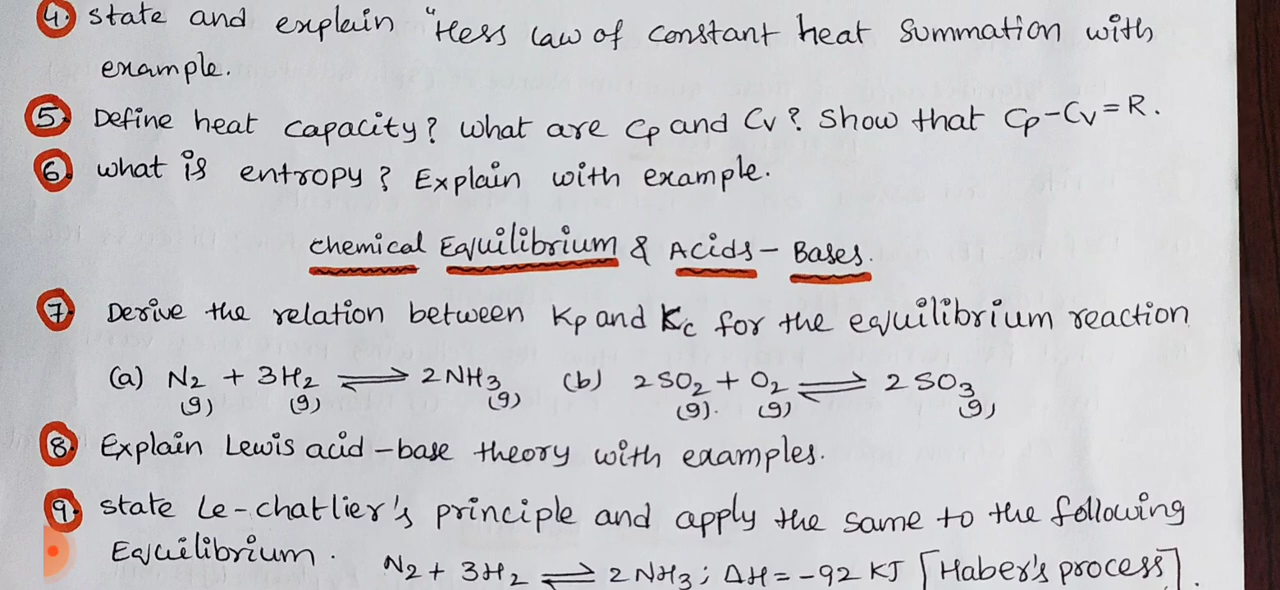 4. state and explain "Hess law of constant heat summation with
example.
5. Define heat capacity? what are Cp and Cv? Show that Cp-Cv=R.
6. what is entropy? Explain with example.
chemical Equilibrium & Acids-Bases.
7. Derive the relation between Kp and Kc for the equilibrium reaction
(a) N2 + 3H2 ⇌ 2NH3 (b) 2SO2 + O2 ⇌ 2SO3
(g) (g) (g) (g). (g) (g)
8. Explain Lewis acid-base theory with examples.
9. state Le-chatlier's principle and apply the same to the following
Equilibrium. N2 + 3H2 ⇌ 2NH3; ΔH=-92 KJ [Haber's process].